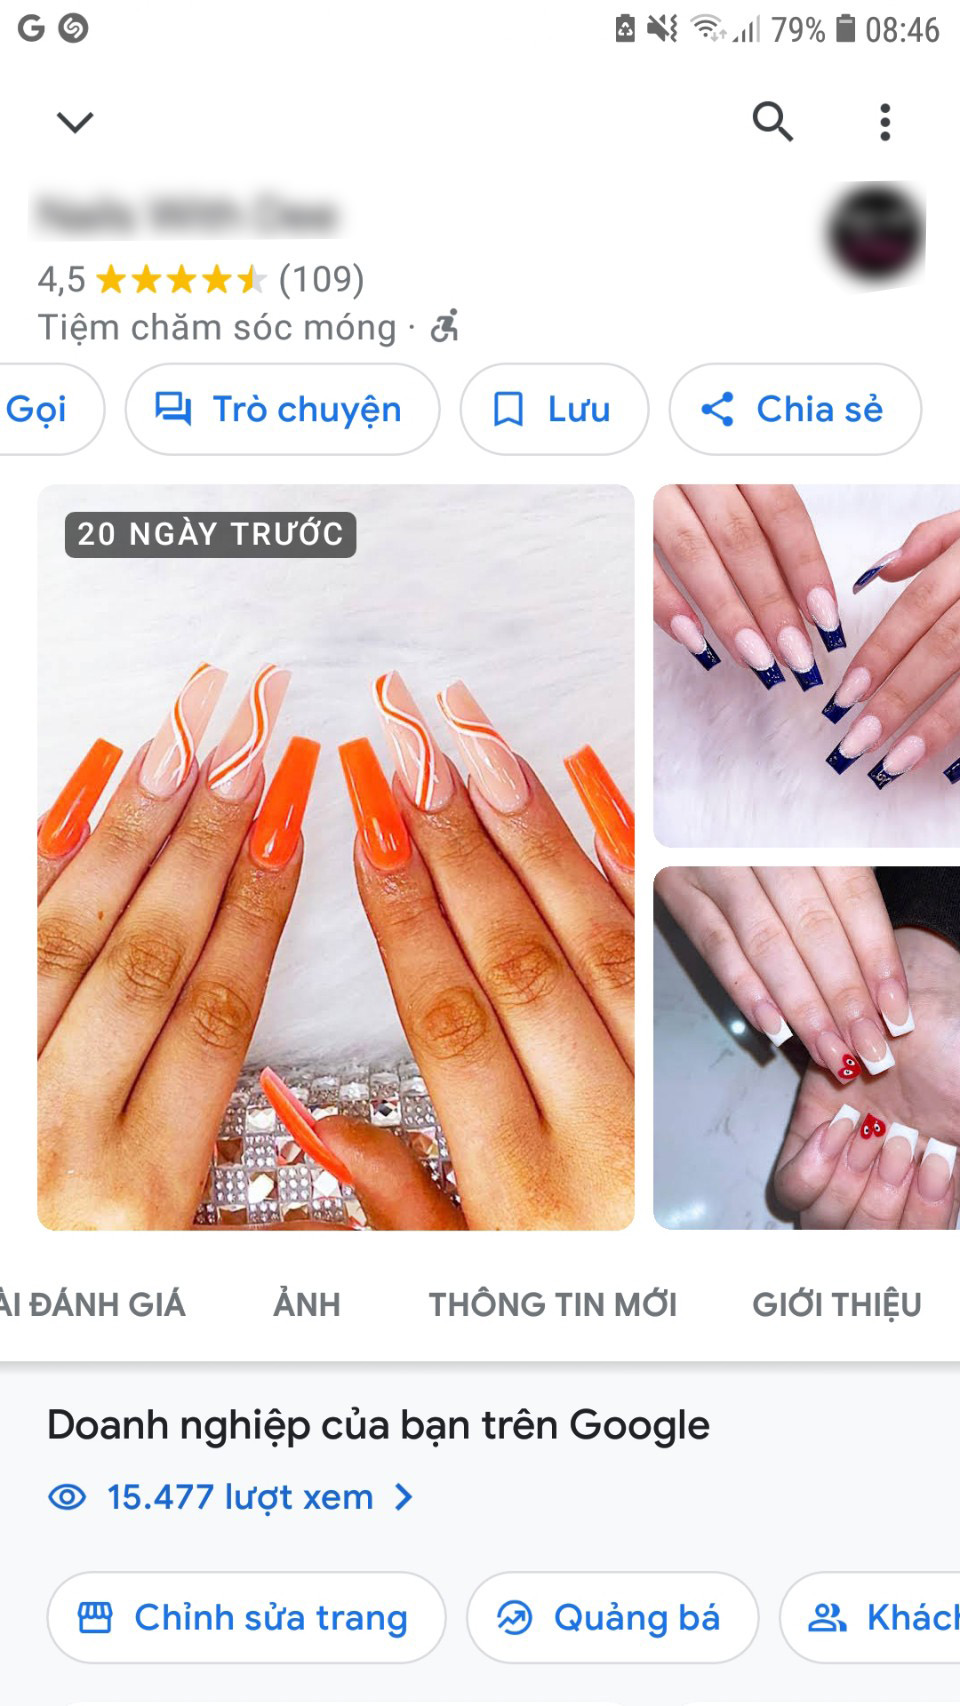 79% 08:46
4,5 (109)
Tiệm chăm sóc móng ·
Gọi Trò chuyện Lưu Chia sẻ
20 NGÀY TRƯỚC
ĐÁNH GIÁ ẢNH THÔNG TIN MỚI GIỚI THIỆU
Doanh nghiệp của bạn trên Google
15.477 lượt xem
Chỉnh sửa trang Quảng bá Khách